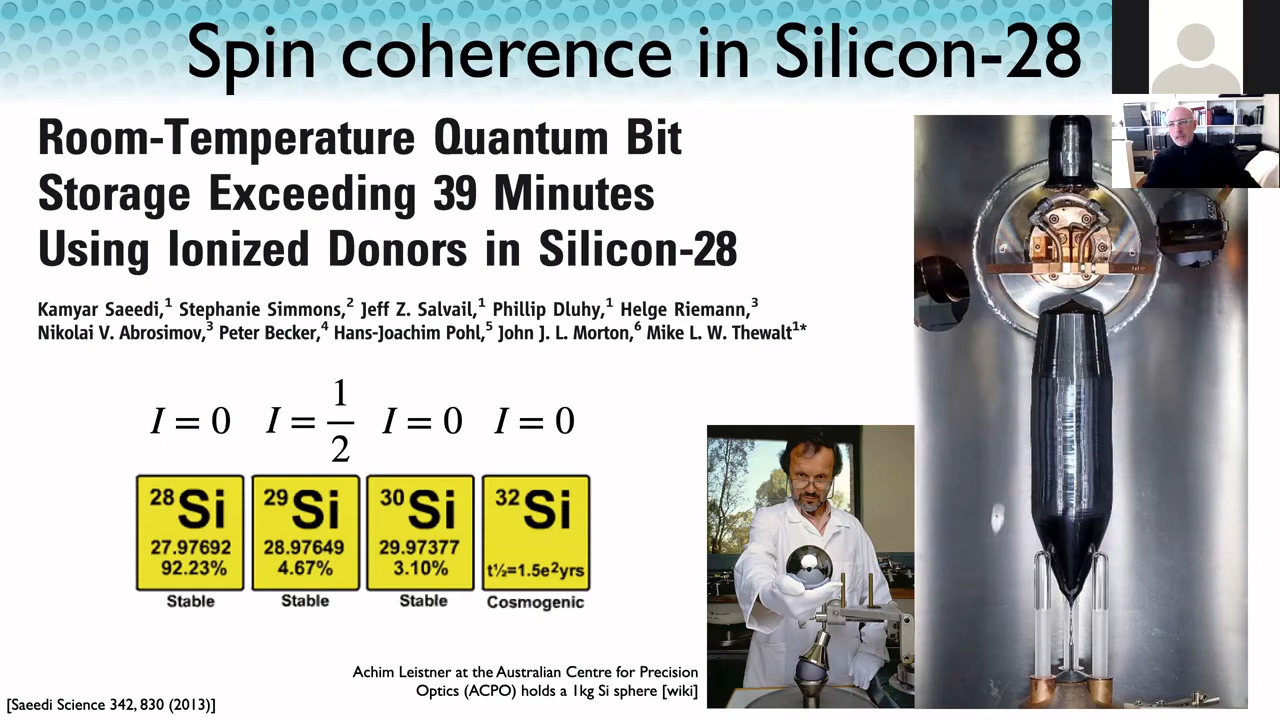 Spin coherence in Silicon-28
Room-Temperature Quantum Bit
Storage Exceeding 39 Minutes
Using Ionized Donors in Silicon-28
Kamyar Saeedi,¹ Stephanie Simmons,² Jeff Z. Salvail,¹ Phillip Dluhy,¹ Helge Riemann,³
Nikolai V. Abrosimov,³ Peter Becker,⁴ Hans-Joachim Pohl,⁵ John J. L. Morton,⁶ Mike L. W. Thewalt¹*
I = 0 I = 1/2 I = 0 I = 0
²⁸Si ²⁹Si ³⁰Si ³²Si
27.97692 28.97649 29.97377
92.23% 4.67% 3.10% t½=1.5e²yrs
Stable Stable Stable Cosmogenic
Achim Leistner at the Australian Centre for Precision
Optics (ACPO) holds a 1kg Si sphere [wiki]
[Saeedi Science 342, 830 (2013)]